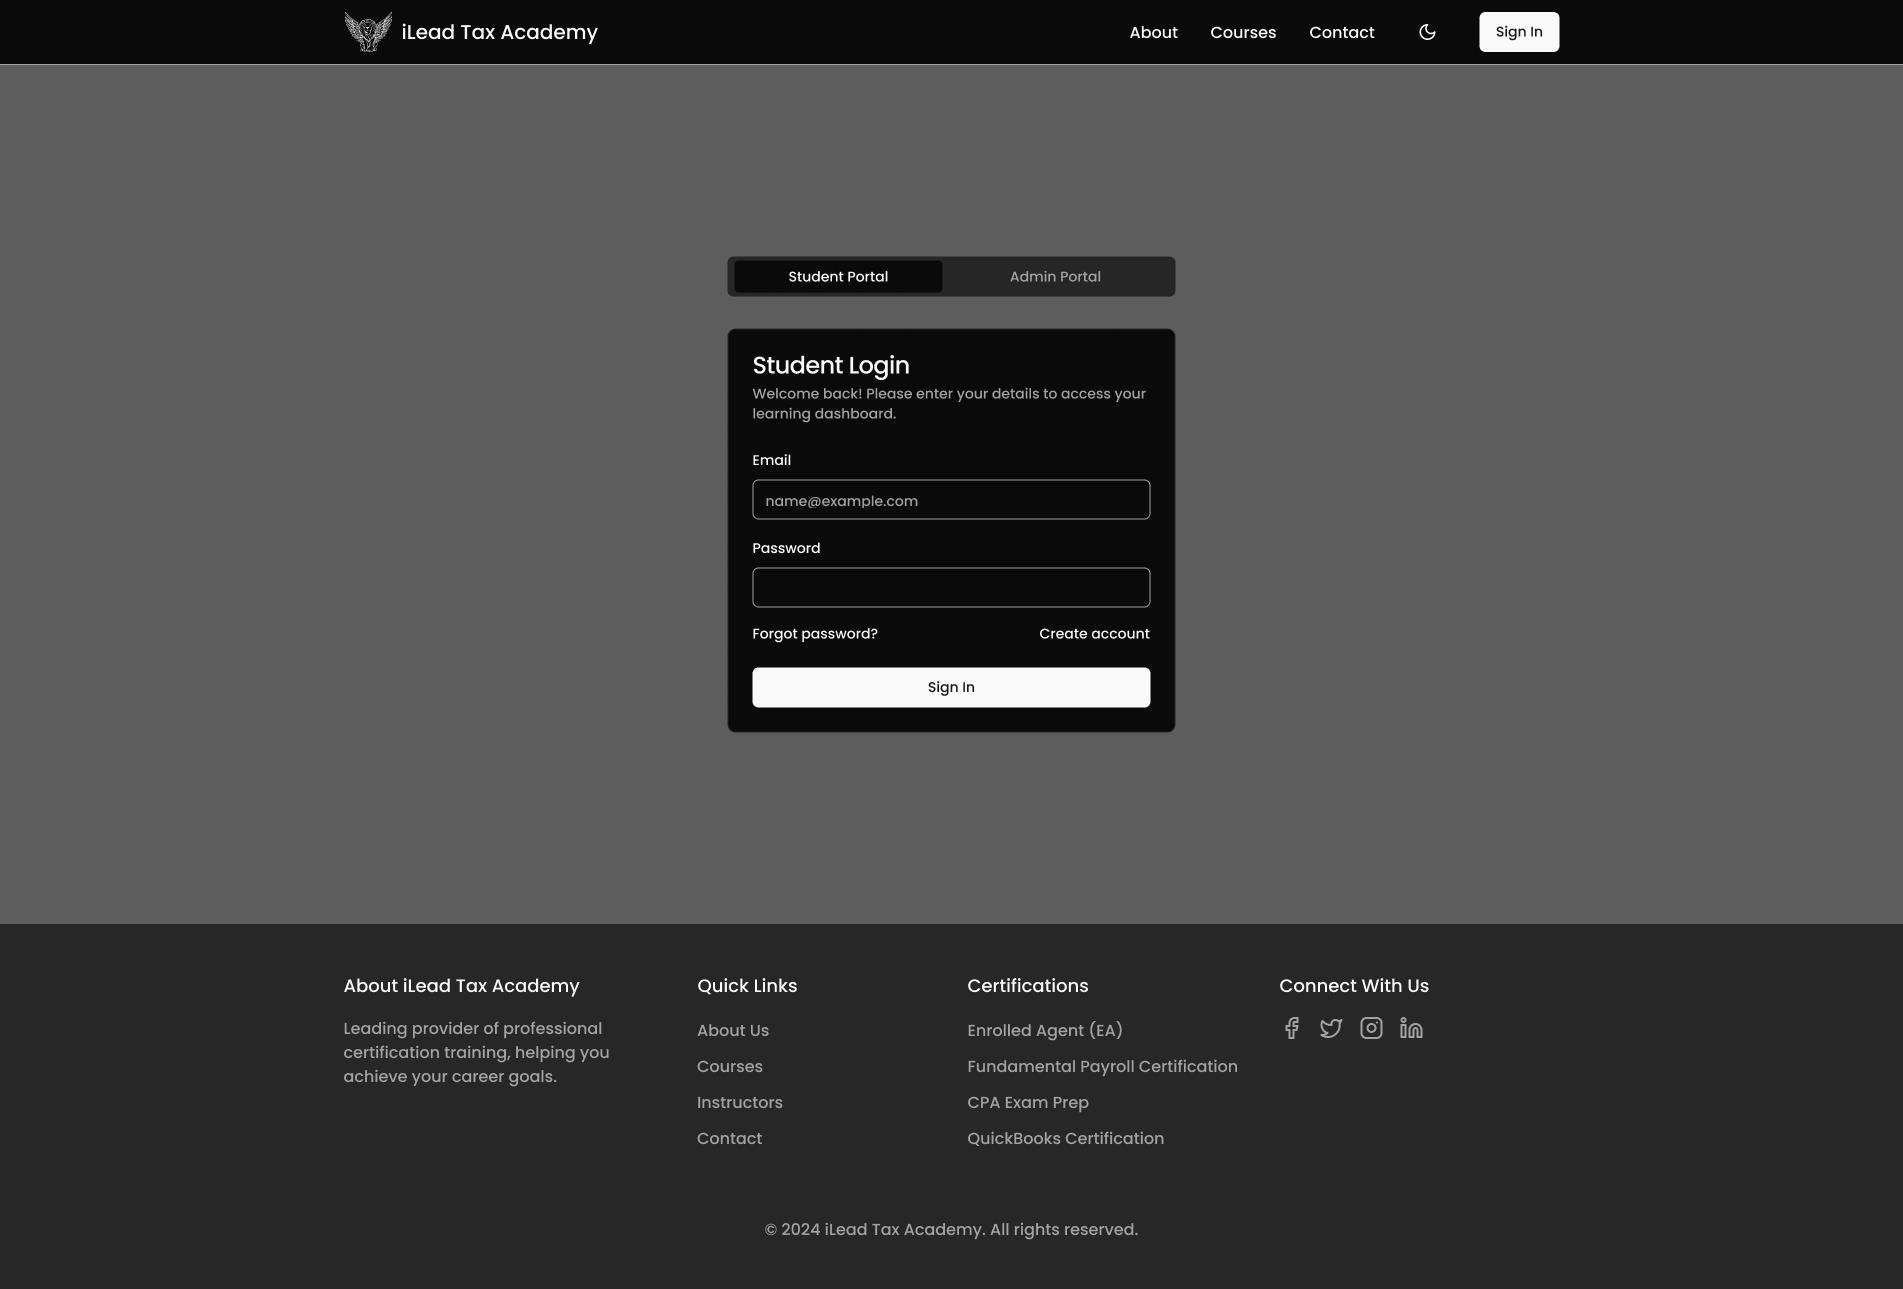 iLead Tax Academy
About
Courses
Contact
Sign In
Student Portal
Admin Portal
Student Login
Welcome back! Please enter your details to access your
learning dashboard.
Email
name@example.com
Password
Forgot password?
Create account
Sign In
About iLead Tax Academy
Leading provider of professional
certification training, helping you
achieve your career goals.
Quick Links
About Us
Courses
Instructors
Contact
Certifications
Enrolled Agent (EA)
Fundamental Payroll Certification
CPA Exam Prep
QuickBooks Certification
Connect With Us
© 2024 iLead Tax Academy. All rights reserved.